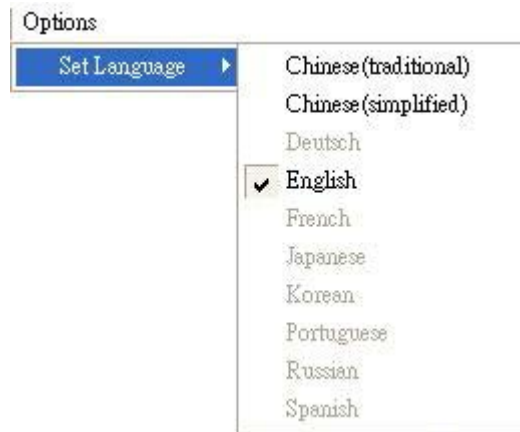 Options
Set Language
Chinese(traditional)
Chinese(simplified)
Deutsch
English
French
Japanese
Korean
Portuguese
Russian
Spanish